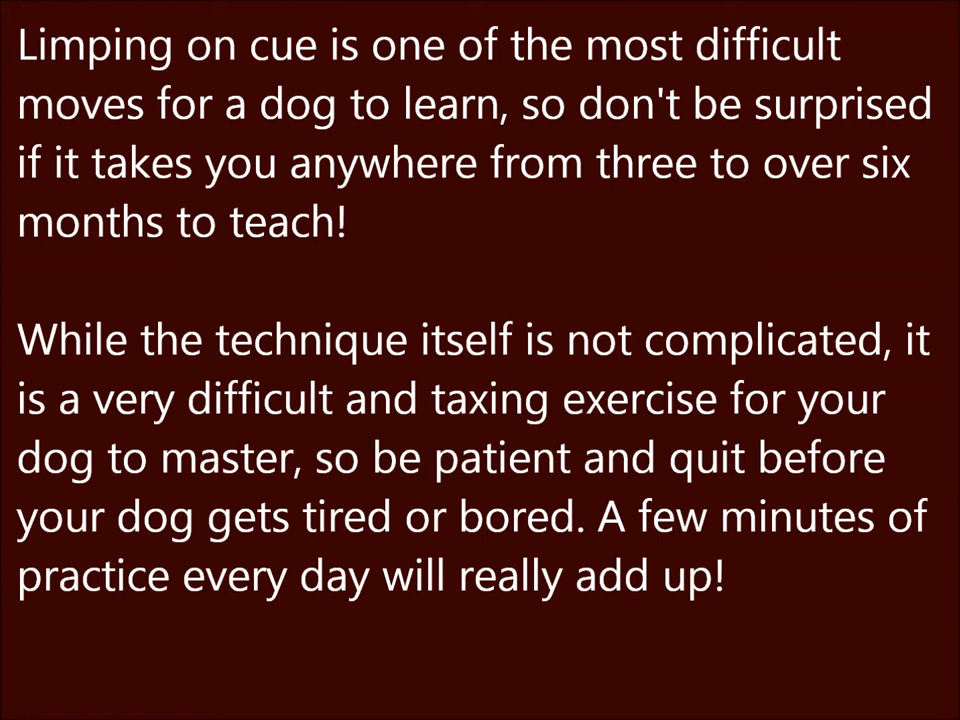 Limping on cue is one of the most difficult
moves for a dog to learn, so don't be surprised
if it takes you anywhere from three to over six
months to teach!
While the technique itself is not complicated, it
is a very difficult and taxing exercise for your
dog to master, so be patient and quit before
your dog gets tired or bored. A few minutes of
practice every day will really add up!